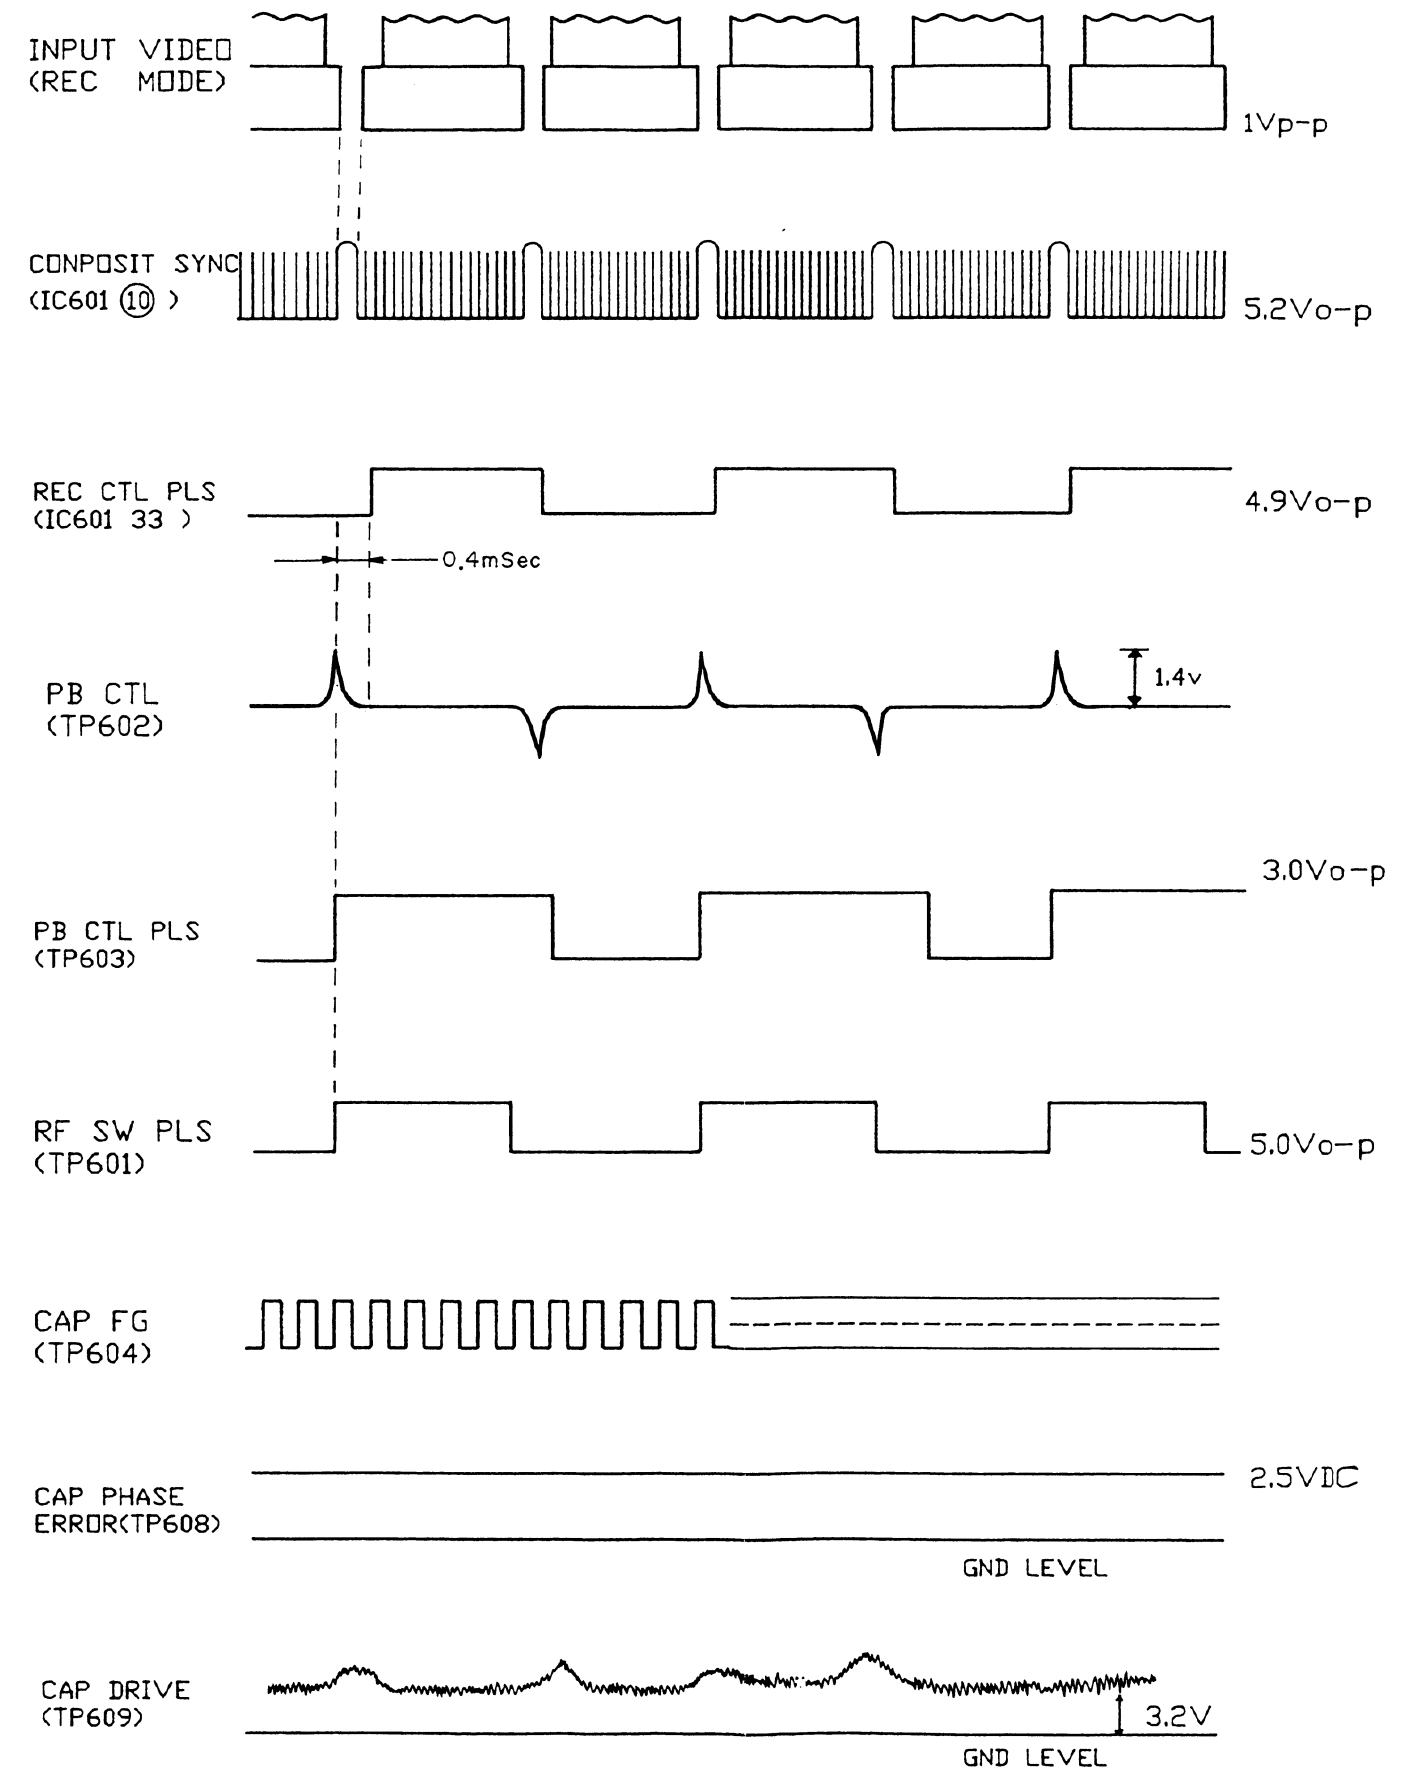 INPUT VIDEO
(REC MODE)
1Vp-p
CONPOSIT SYNC
(IC601 ⑩ )
5.2Vo-p
REC CTL PLS
(IC601 33 )
4.9Vo-p
0.4mSec
PB CTL
(TP602)
1.4v
3.0Vo-p
PB CTL PLS
(TP603)
RF SW PLS
(TP601)
5.0Vo-p
CAP FG
(TP604)
2.5VDC
CAP PHASE
ERROR(TP608)
GND LEVEL
CAP DRIVE
(TP609)
3.2V
GND LEVEL